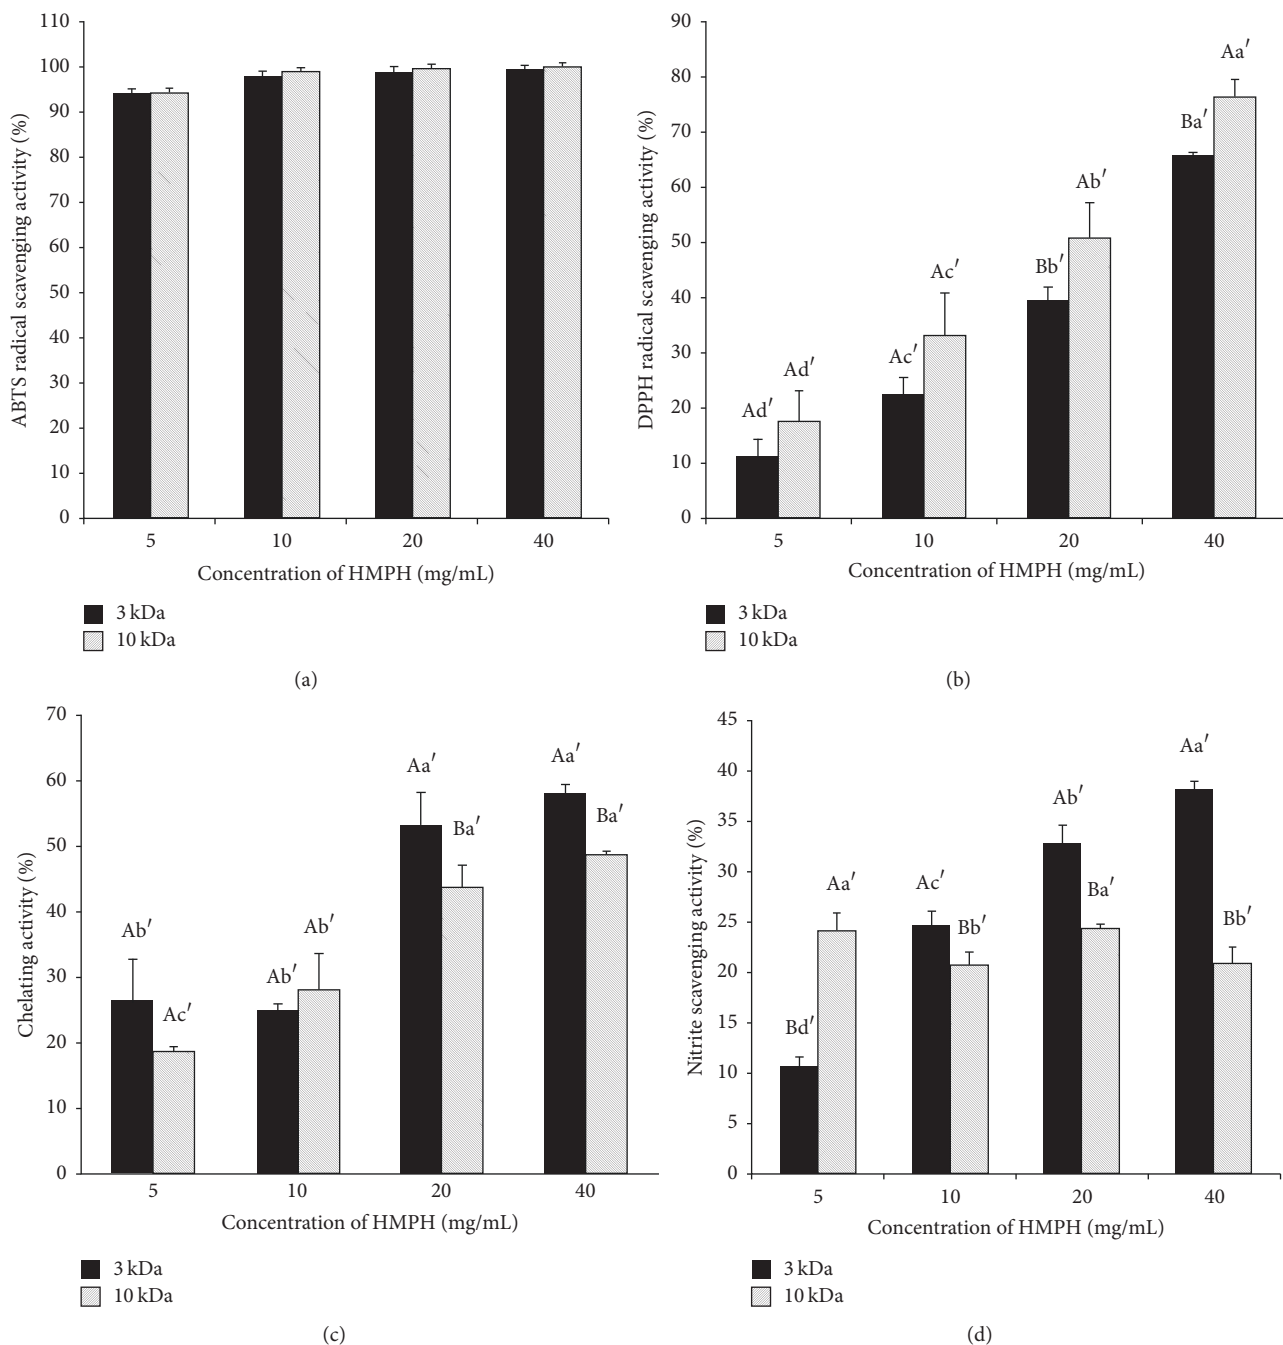 ABTS radical scavenging activity (%)
110
100
90
80
70
60
50
40
30
20
10
0
5 10 20 40
Concentration of HMPH (mg/mL)
3 kDa
10 kDa
(a)
DPPH radical scavenging activity (%)
90
80
70
60
50
40
30
20
10
0
Ad′ Ad′ Ac′ Ac′ Bb′ Ab′ Ba′ Aa′
5 10 20 40
Concentration of HMPH (mg/mL)
3 kDa
10 kDa
(b)
Chelating activity (%)
70
60
50
40
30
20
10
0
Ab′ Ac′ Ab′ Ab′ Aa′ Ba′ Aa′ Ba′
5 10 20 40
Concentration of HMPH (mg/mL)
3 kDa
10 kDa
(c)
Nitrite scavenging activity (%)
45
40
35
30
25
20
15
10
5
0
Bd′ Aa′ Ac′ Bb′ Ab′ Ba′ Aa′ Bb′
5 10 20 40
Concentration of HMPH (mg/mL)
3 kDa
10 kDa
(d)